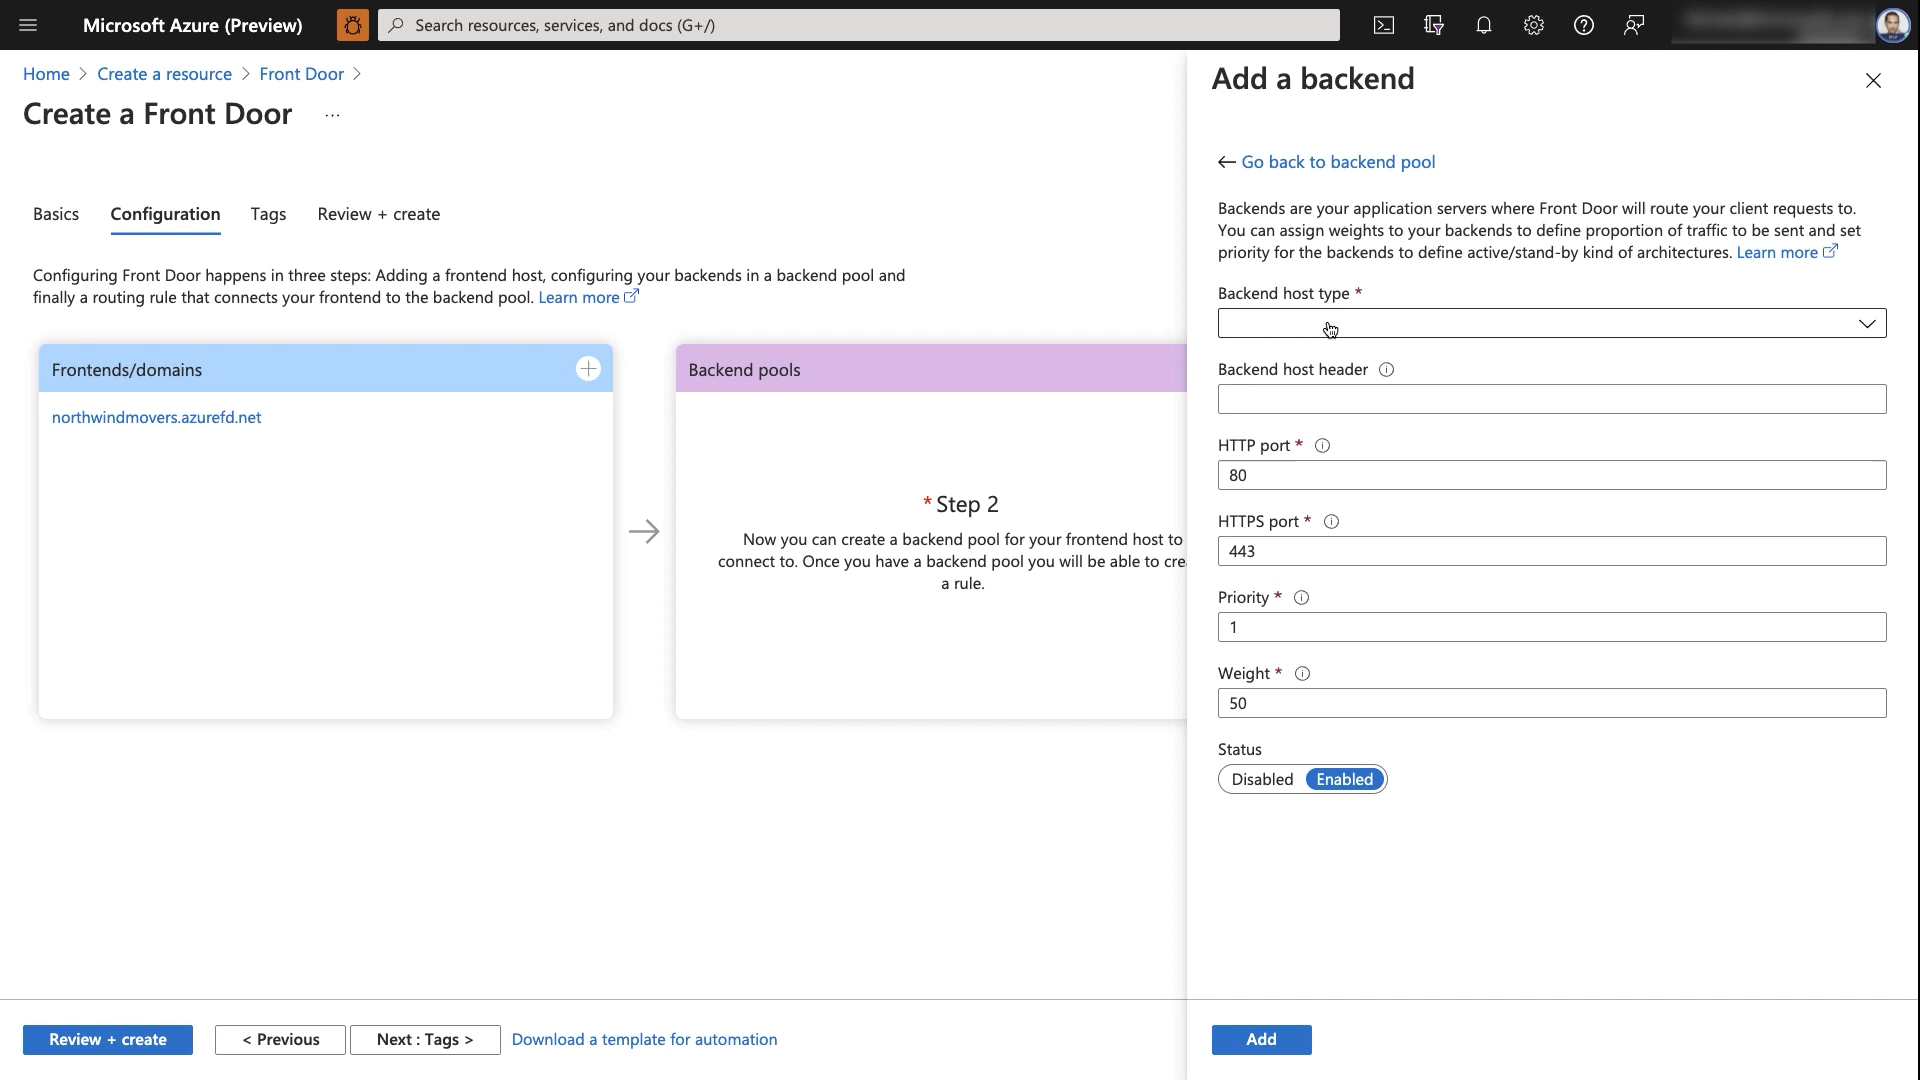 Microsoft Azure (Preview)
Search resources, services, and docs (G+/)
Home > Create a resource > Front Door >
Create a Front Door ...
Basics
Configuration
Tags
Review + create
Configuring Front Door happens in three steps: Adding a frontend host, configuring your backends in a backend pool and
finally a routing rule that connects your frontend to the backend pool. Learn more
Frontends/domains
northwindmovers.azurefd.net
Backend pools
* Step 2
Now you can create a backend pool for your frontend host to
connect to. Once you have a backend pool you will be able to cre
a rule.
Review + create
< Previous
Next : Tags >
Download a template for automation
Add a backend
Go back to backend pool
Backends are your application servers where Front Door will route your client requests to.
You can assign weights to your backends to define proportion of traffic to be sent and set
priority for the backends to define active/stand-by kind of architectures. Learn more
Backend host type *
Backend host header
HTTP port *
80
HTTPS port *
443
Priority *
1
Weight *
50
Status
Disabled Enabled
Add